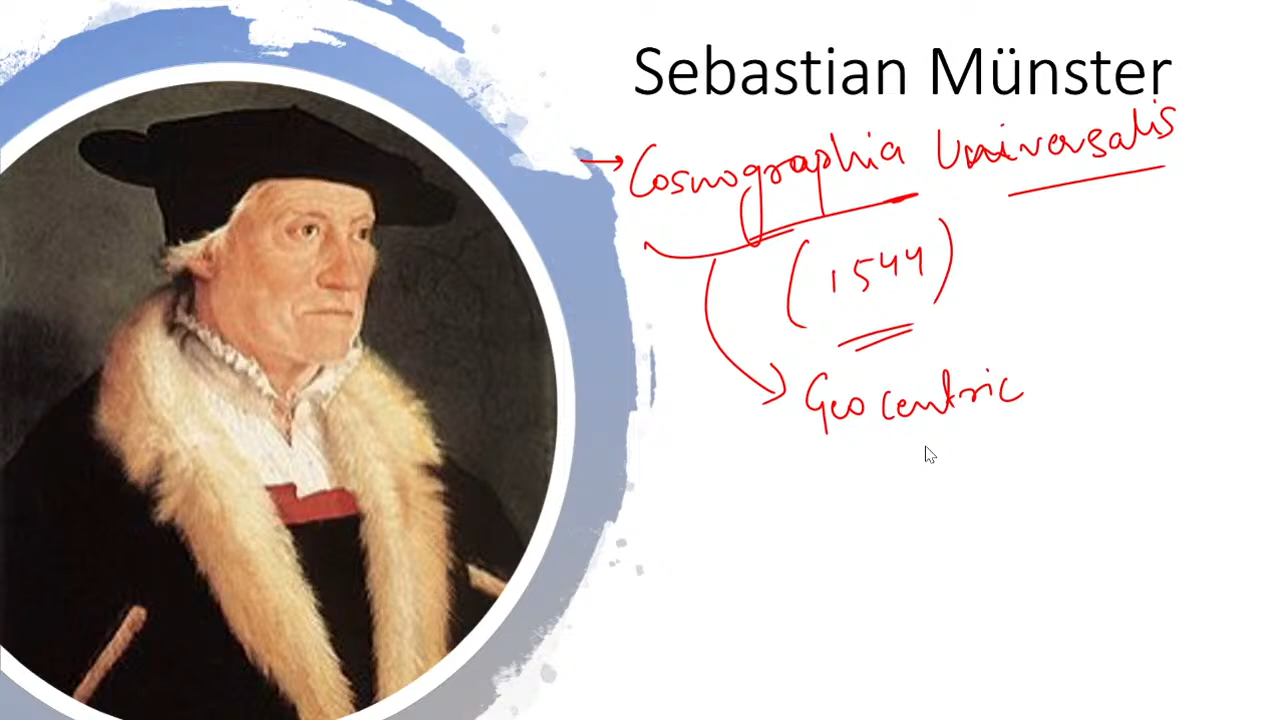 Sebastian Münster
→ Cosmographia Universalis
(1544)
Geocentric